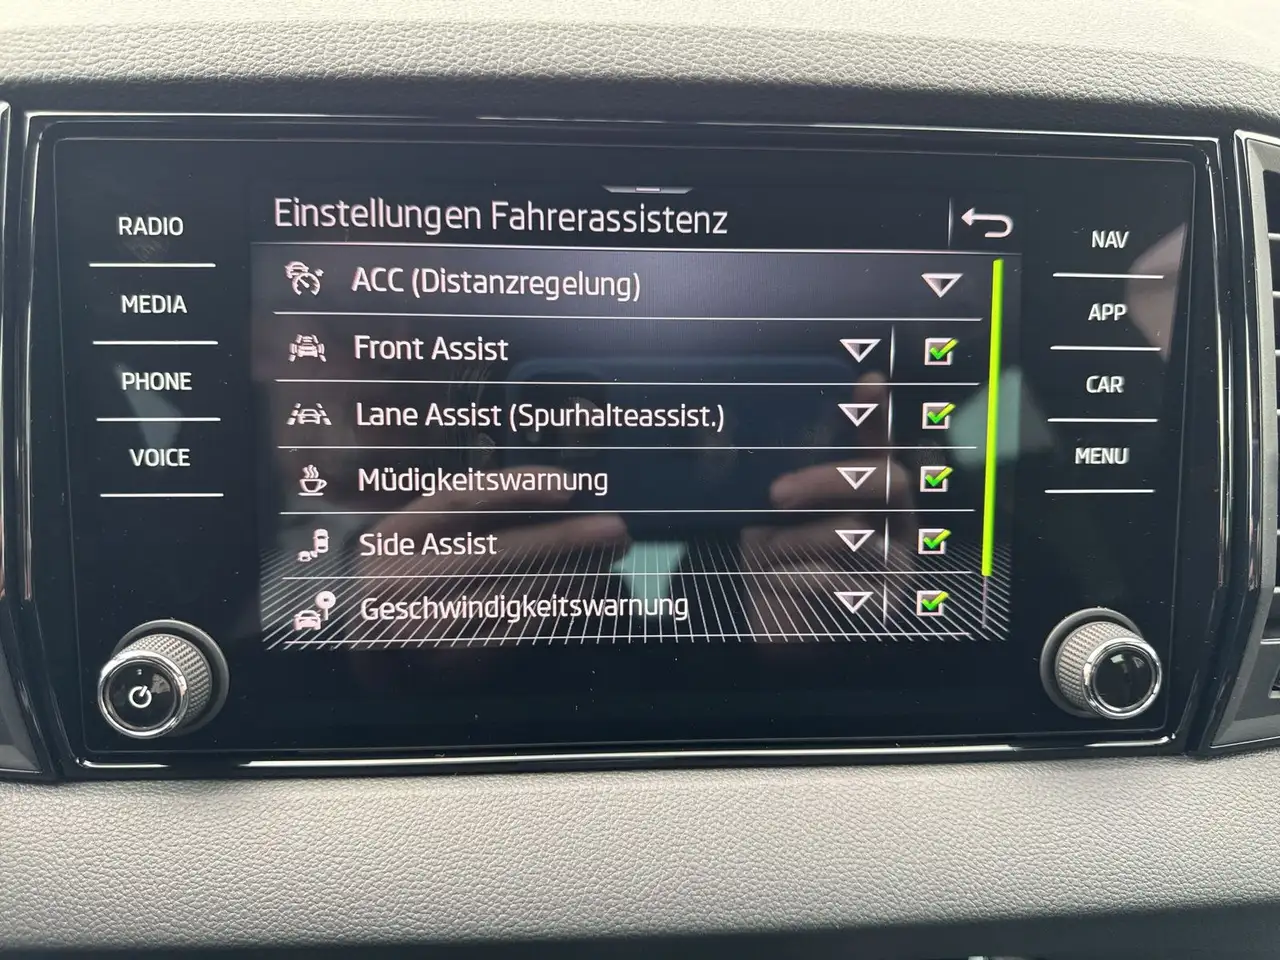 RADIO
MEDIA
PHONE
VOICE
Einstellungen Fahrerassistenz
ACC (Distanzregelung)
Front Assist
Lane Assist (Spurhalteassist.)
Müdigkeitswarnung
Side Assist
Geschwindigkeitswarnung
NAV
APP
CAR
MENU